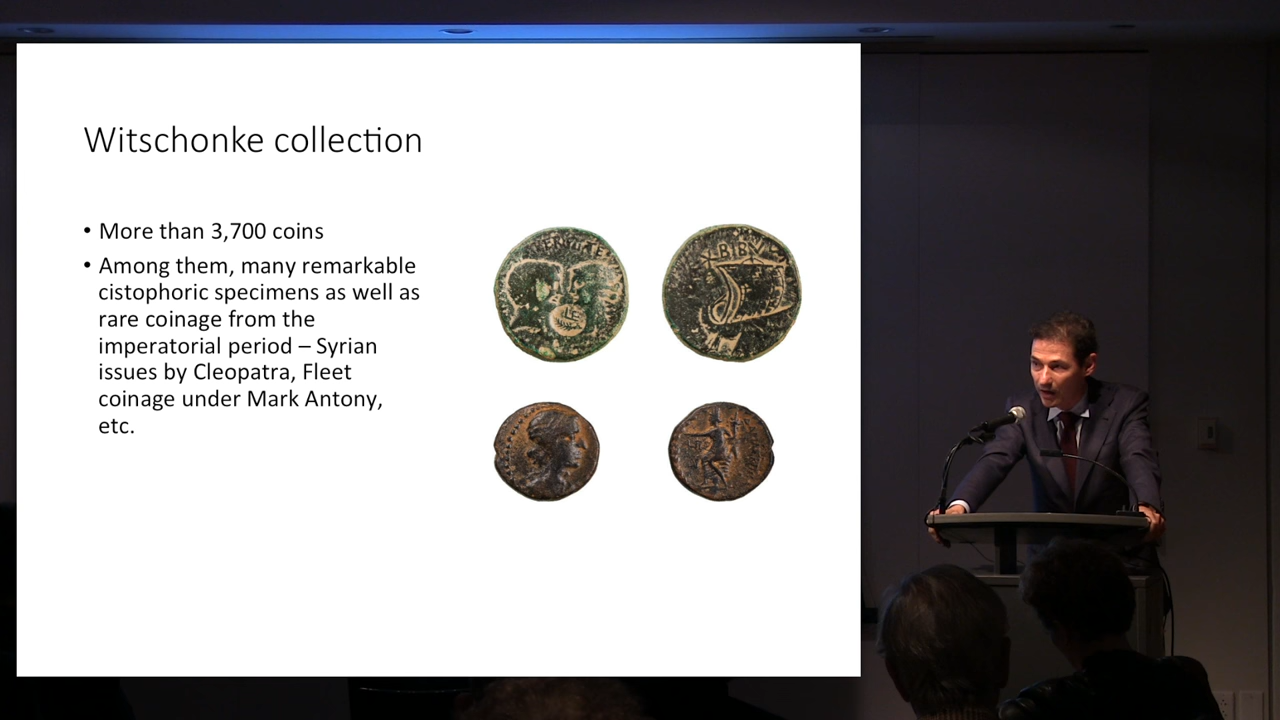 Witschonke collection
• More than 3,700 coins
• Among them, many remarkable
cistophoric specimens as well as
rare coinage from the
imperatorial period – Syrian
issues by Cleopatra, Fleet
coinage under Mark Antony,
etc.